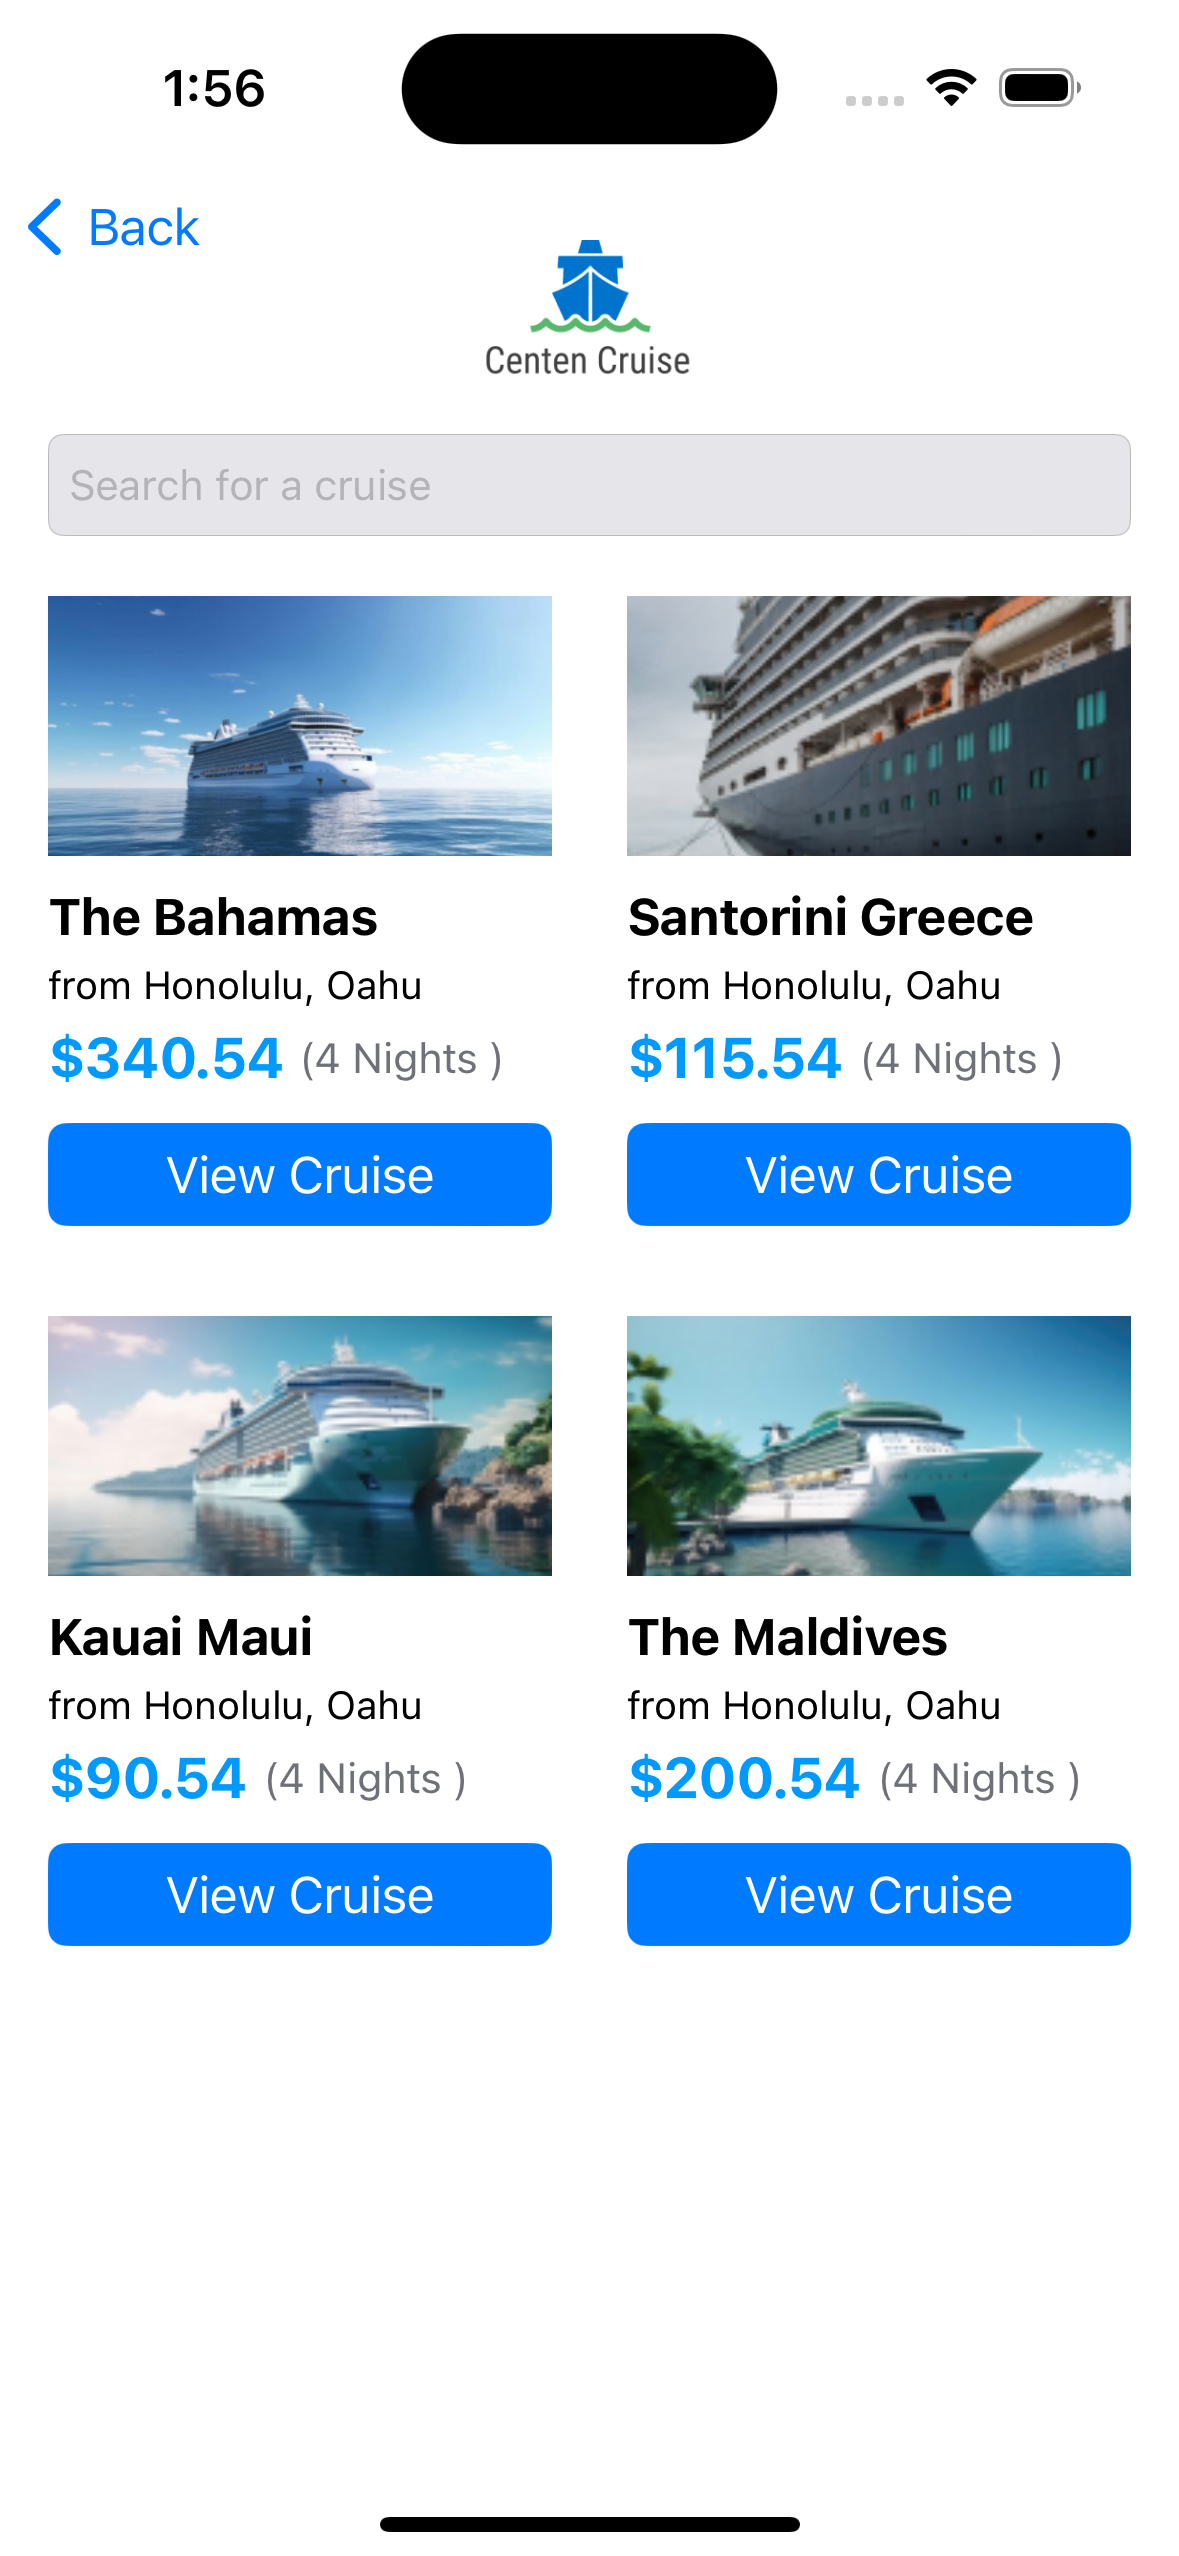 1:56
Back
Centen Cruise
Search for a cruise
The Bahamas
from Honolulu, Oahu
$340.54 (4 Nights )
View Cruise
Santorini Greece
from Honolulu, Oahu
$115.54 (4 Nights )
View Cruise
Kauai Maui
from Honolulu, Oahu
$90.54 (4 Nights )
View Cruise
The Maldives
from Honolulu, Oahu
$200.54 (4 Nights )
View Cruise